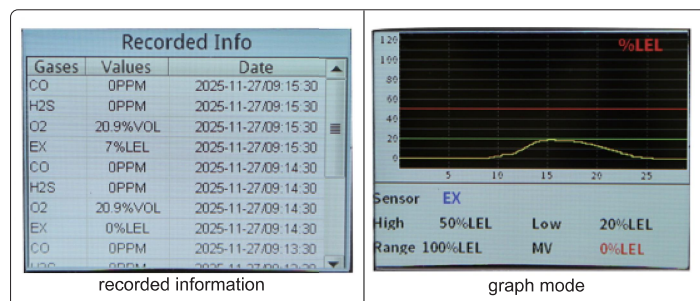 Recorded Info
Gases Values Date
CO 0PPM 2025-11-27/09:15:30
H2S 0PPM 2025-11-27/09:15:30
O2 20.9%VOL 2025-11-27/09:15:30
EX 7%LEL 2025-11-27/09:15:30
CO 0PPM 2025-11-27/09:14:30
H2S 0PPM 2025-11-27/09:14:30
O2 20.9%VOL 2025-11-27/09:14:30
EX 0%LEL 2025-11-27/09:14:30
CO 0PPM 2025-11-27/09:13:30
recorded information
%LEL
120
100
80
60
40
20
0
5 10 15 20 25
Sensor EX
High 50%LEL Low 20%LEL
Range 100%LEL MV 0%LEL
graph mode